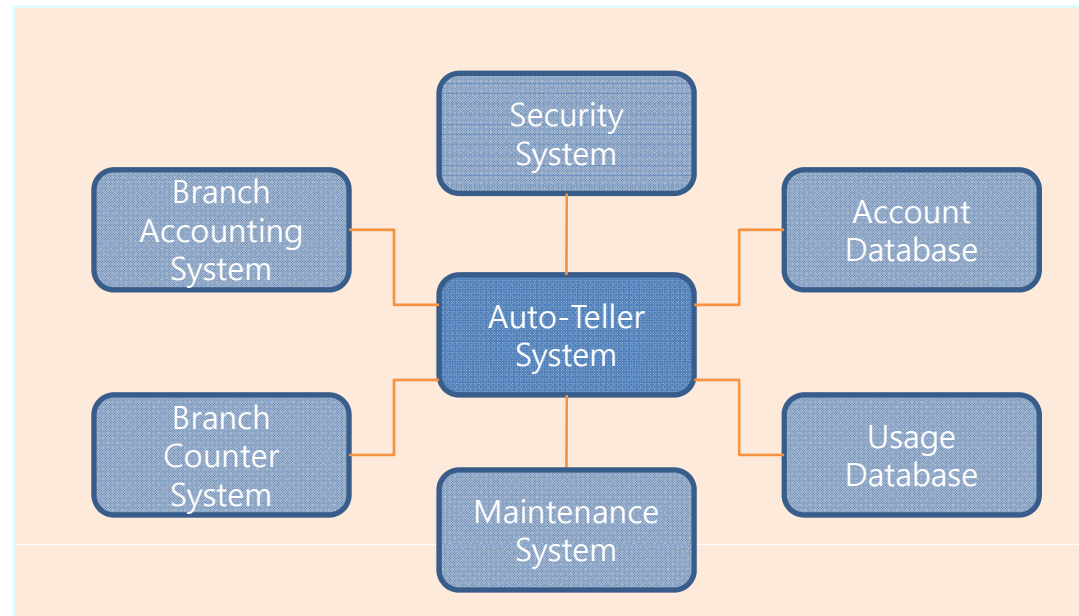 Security
System
Branch
Accounting
System
Account
Database
Auto-Teller
System
Branch
Counter
System
Usage
Database
Maintenance
System